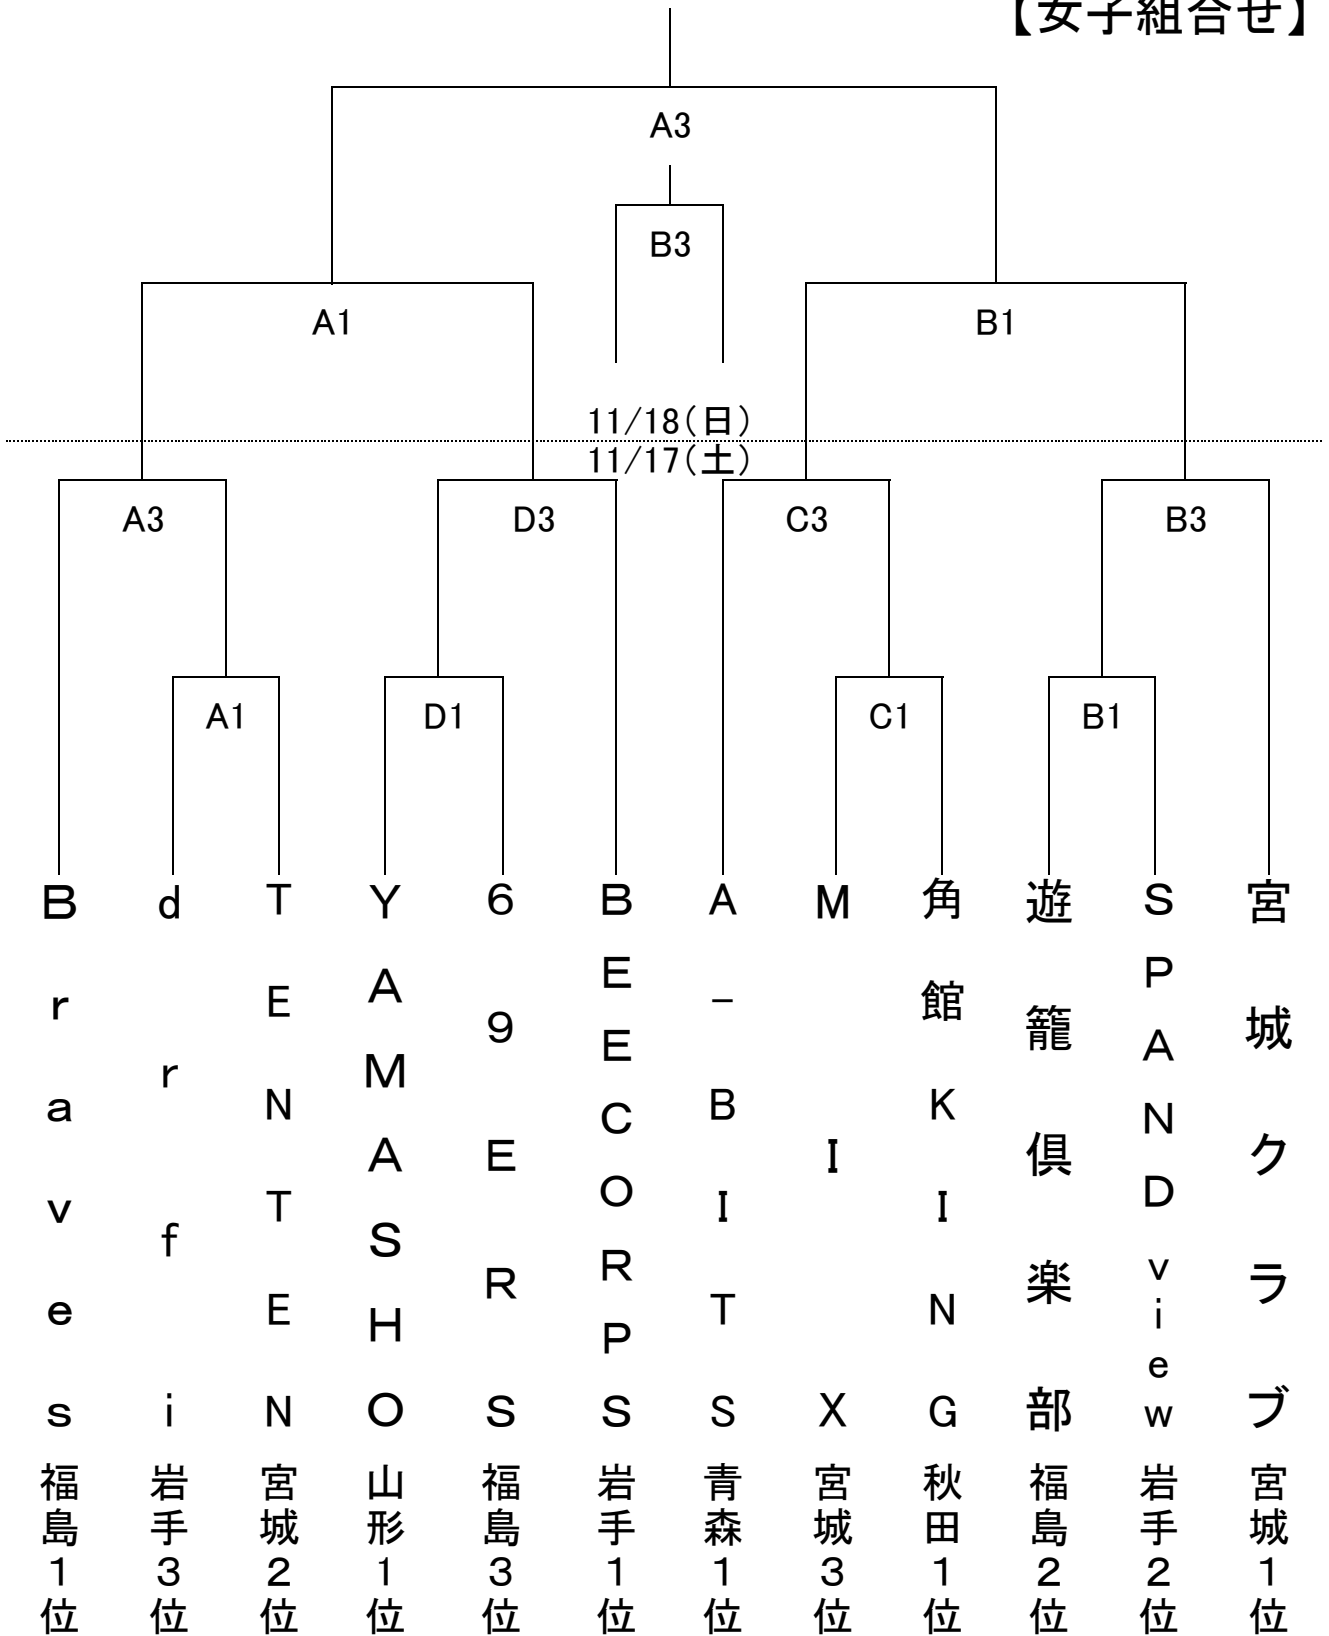 【女子組合せ】
A3
B3
A1
B1
11/18(日)
11/17(土)
A3
D3
C3
B3
A1
D1
C1
B1
Braves
drfi
TENTEN
YAMASHO
69ERS
BEECORPS
A-BITS
MIX
角館KING
遊籠倶楽部
SPANDview
宮城クラブ
福島1位
岩手3位
宮城2位
山形1位
福島3位
岩手1位
青森1位
宮城3位
秋田1位
福島2位
岩手2位
宮城1位